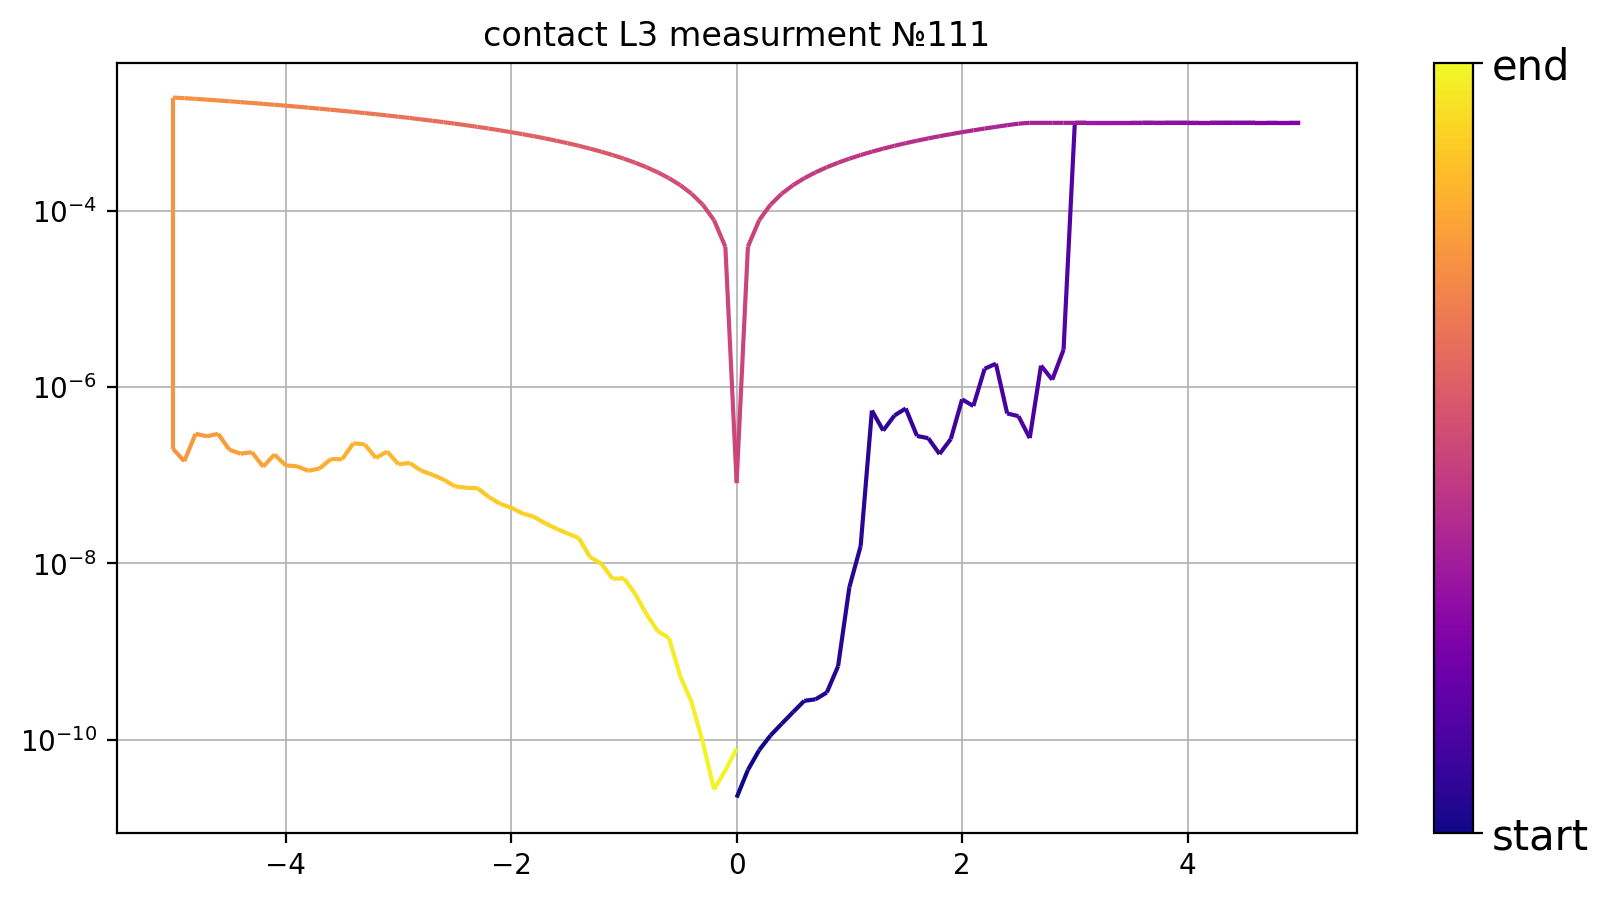 contact L3 measurment №111
end
10⁻⁴
10⁻⁶
10⁻⁸
10⁻¹⁰
−4 −2 0 2 4
start